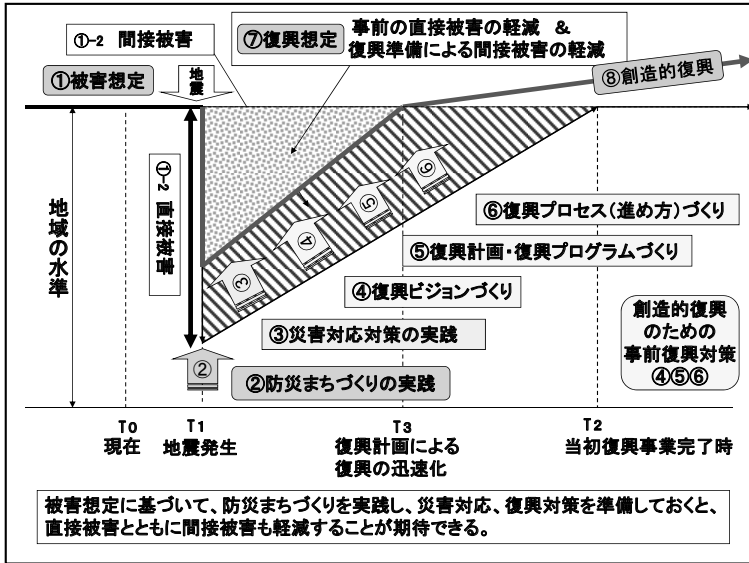 ①-2 間接被害
⑦復興想定
事前の直接被害の軽減 &
復興準備による間接被害の軽減
①被害想定
地震
⑧創造的復興
地域の水準
①-2 直接被害
③
④
⑤
⑥
⑥復興プロセス(進め方)づくり
⑤復興計画・復興プログラムづくり
④復興ビジョンづくり
③災害対応対策の実践
②
②防災まちづくりの実践
創造的復興
のための
事前復興対策
④⑤⑥
T0
現在
T1
地震発生
T3
復興計画による
復興の迅速化
T2
当初復興事業完了時
被害想定に基づいて、防災まちづくりを実践し、災害対応、復興対策を準備しておくと、
直接被害とともに間接被害も軽減することが期待できる。